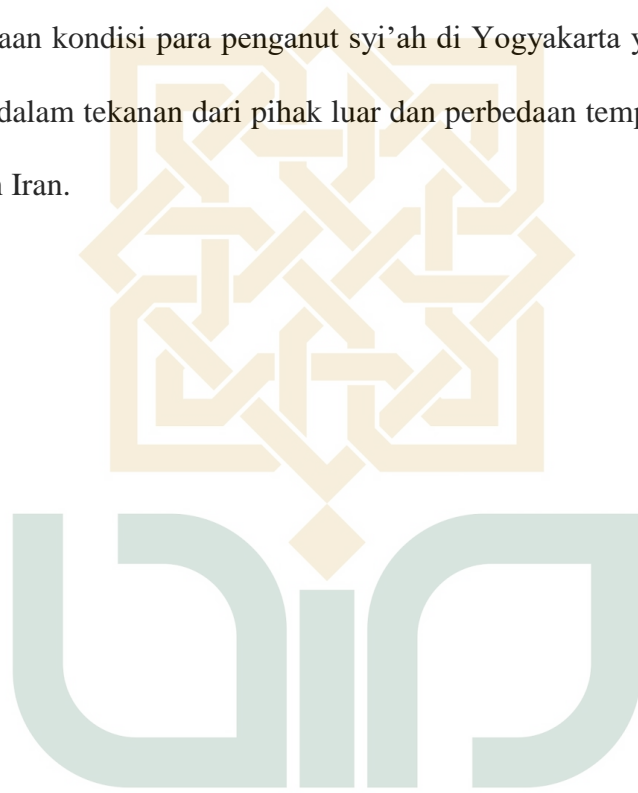 aan kondisi para penganut syi’ah di Yogyakarta y
dalam tekanan dari pihak luar dan perbedaan temp
Iran.